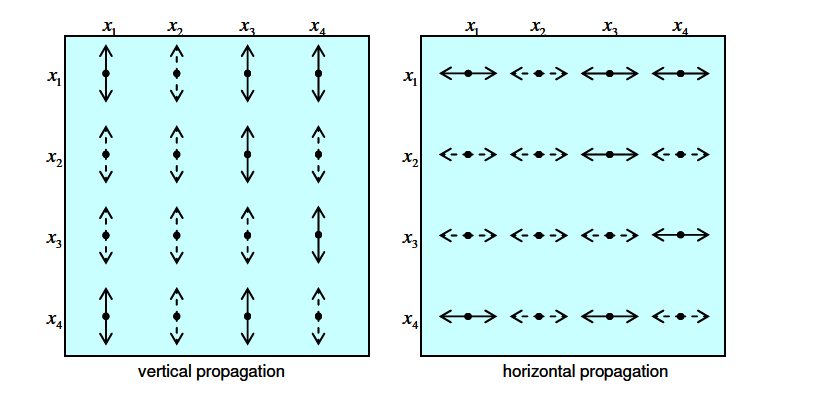 x₁ x₂ x₃ x₄
x₁
x₂
x₃
x₄
vertical propagation
x₁ x₂ x₃ x₄
x₁
x₂
x₃
x₄
horizontal propagation